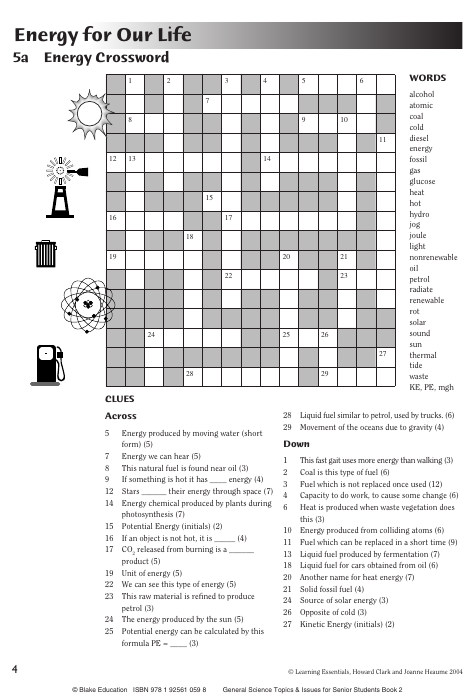 Energy for Our Life
5a Energy Crossword
1 2 3 4 5 6
7
8 9 10
11
12 13 14
15
16 17
18
19 20 21
22 23
24 25 26
27
28 29
WORDS
alcohol
atomic
coal
cold
diesel
energy
fossil
gas
glucose
heat
hot
hydro
jog
joule
light
nonrenewable
oil
petrol
radiate
renewable
rot
solar
sound
sun
thermal
tide
waste
KE, PE, mgh
CLUES
Across
5 Energy produced by moving water (short
form) (5)
7 Energy we can hear (5)
8 This natural fuel is found near oil (3)
9 If something is hot it has ____ energy (4)
12 Stars ______ their energy through space (7)
14 Energy chemical produced by plants during
photosynthesis (7)
15 Potential Energy (initials) (2)
16 If an object is not hot, it is _____ (4)
17 CO2 released from burning is a ______
product (5)
19 Unit of energy (5)
22 We can see this type of energy (5)
23 This raw material is refined to produce
petrol (3)
24 The energy produced by the sun (5)
25 Potential energy can be calculated by this
formula PE = ____ (3)
28 Liquid fuel similar to petrol, used by trucks. (6)
29 Movement of the oceans due to gravity (4)
Down
1 This fast gait uses more energy than walking (3)
2 Coal is this type of fuel (6)
3 Fuel which is not replaced once used (12)
4 Capacity to do work, to cause some change (6)
6 Heat is produced when waste vegetation does
this (3)
10 Energy produced from colliding atoms (6)
11 Fuel which can be replaced in a short time (9)
13 Liquid fuel produced by fermentation (7)
18 Liquid fuel for cars obtained from oil (6)
20 Another name for heat energy (7)
21 Solid fossil fuel (4)
24 Source of solar energy (3)
26 Opposite of cold (3)
27 Kinetic Energy (initials) (2)
4
© Learning Essentials, Howard Clark and Joanne Heaume 2004
© Blake Education ISBN 978 1 92561 059 8 General Science Topics & Issues for Senior Students Book 2